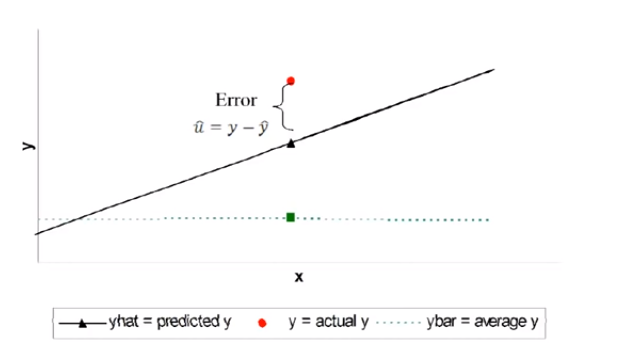 Error
û = y − ŷ
y
x
yhat = predicted y y = actual y ybar = average y